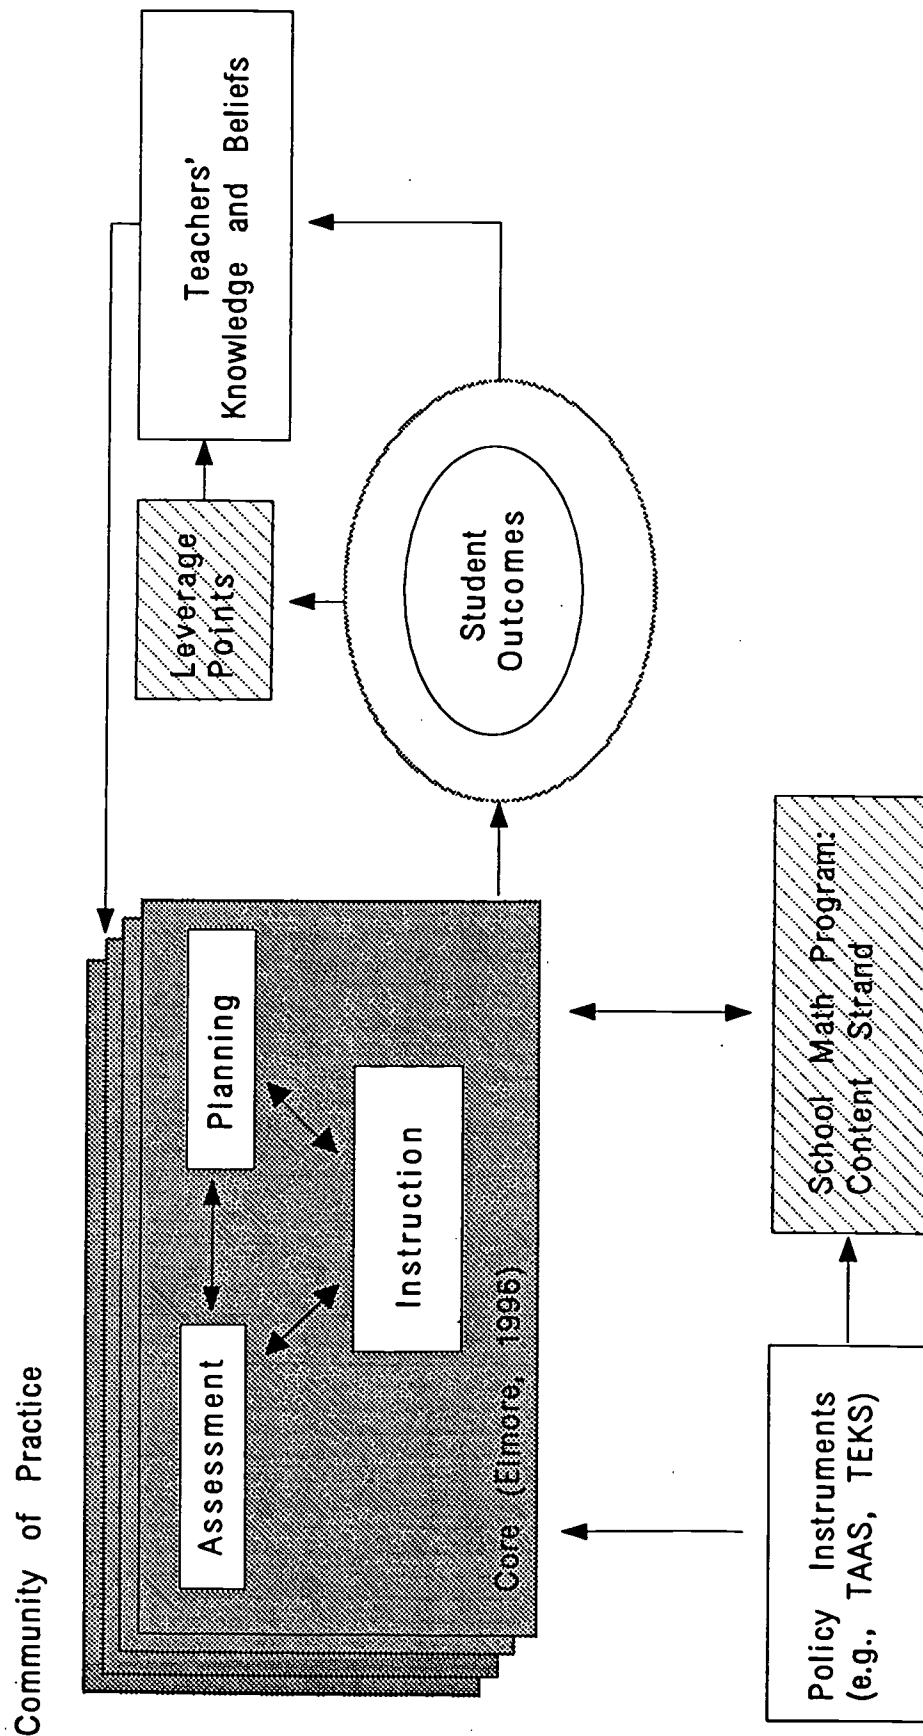 Community of Practice
Assessment
Planning
Instruction
Core (Elmore, 1996)
Leverage
Points
Teachers'
Knowledge and Beliefs
Student
Outcomes
Policy Instruments
(e.g., TAAS, TEKS)
School Math Program:
Content Strand